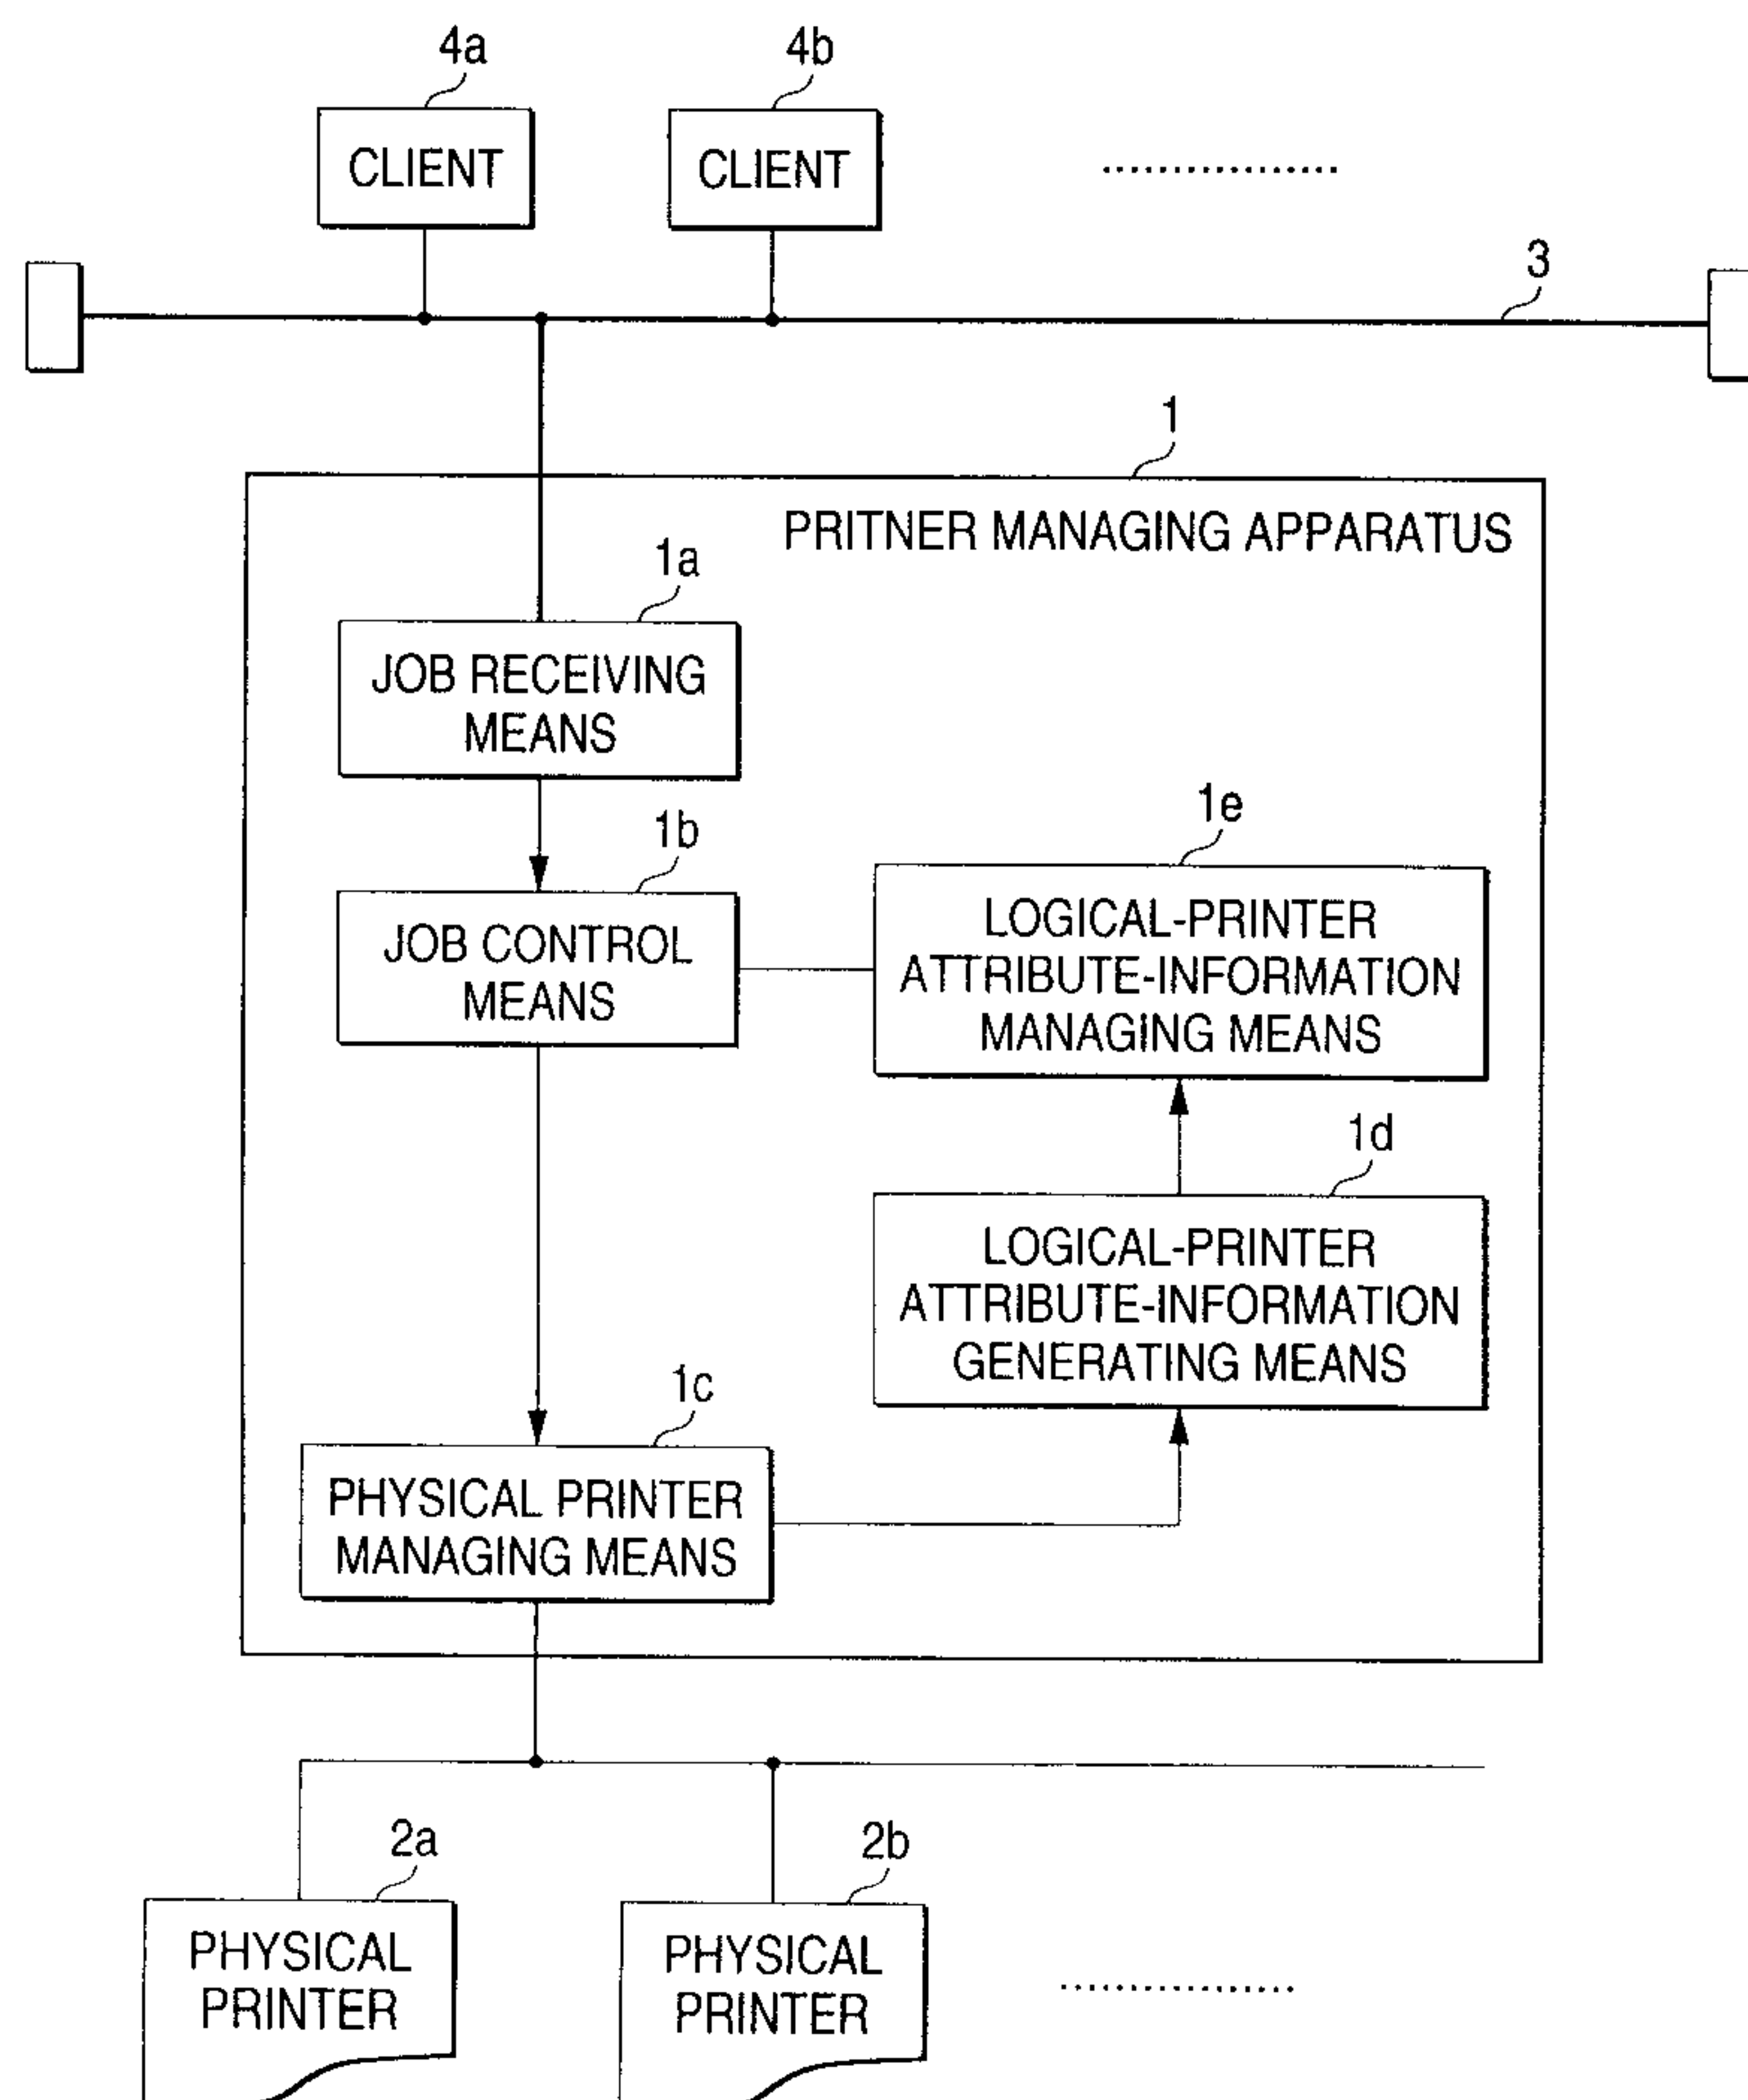 4a
4b
CLIENT
CLIENT
3
1
PRITNER MANAGING APPARATUS
1a
JOB RECEIVING
MEANS
1b
JOB CONTROL
MEANS
1e
LOGICAL-PRINTER
ATTRIBUTE-INFORMATION
MANAGING MEANS
1d
LOGICAL-PRINTER
ATTRIBUTE-INFORMATION
GENERATING MEANS
1c
PHYSICAL PRINTER
MANAGING MEANS
2a
PHYSICAL
PRINTER
2b
PHYSICAL
PRINTER